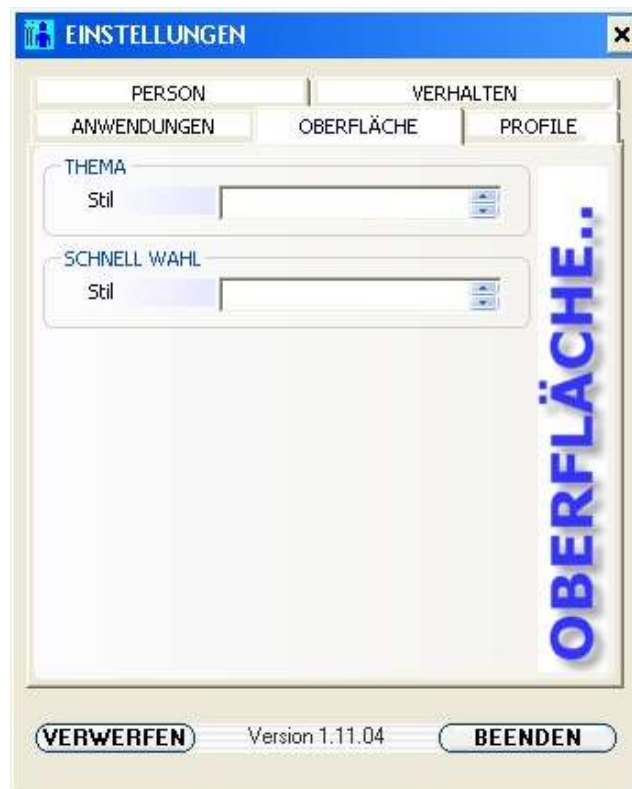 EINSTELLUNGEN
PERSON VERHALTEN
ANWENDUNGEN OBERFLÄCHE PROFILE
THEMA
Stil
SCHNELL WAHL
Stil
OBERFLÄCHE..
VERWERFEN Version 1.11.04 BEENDEN